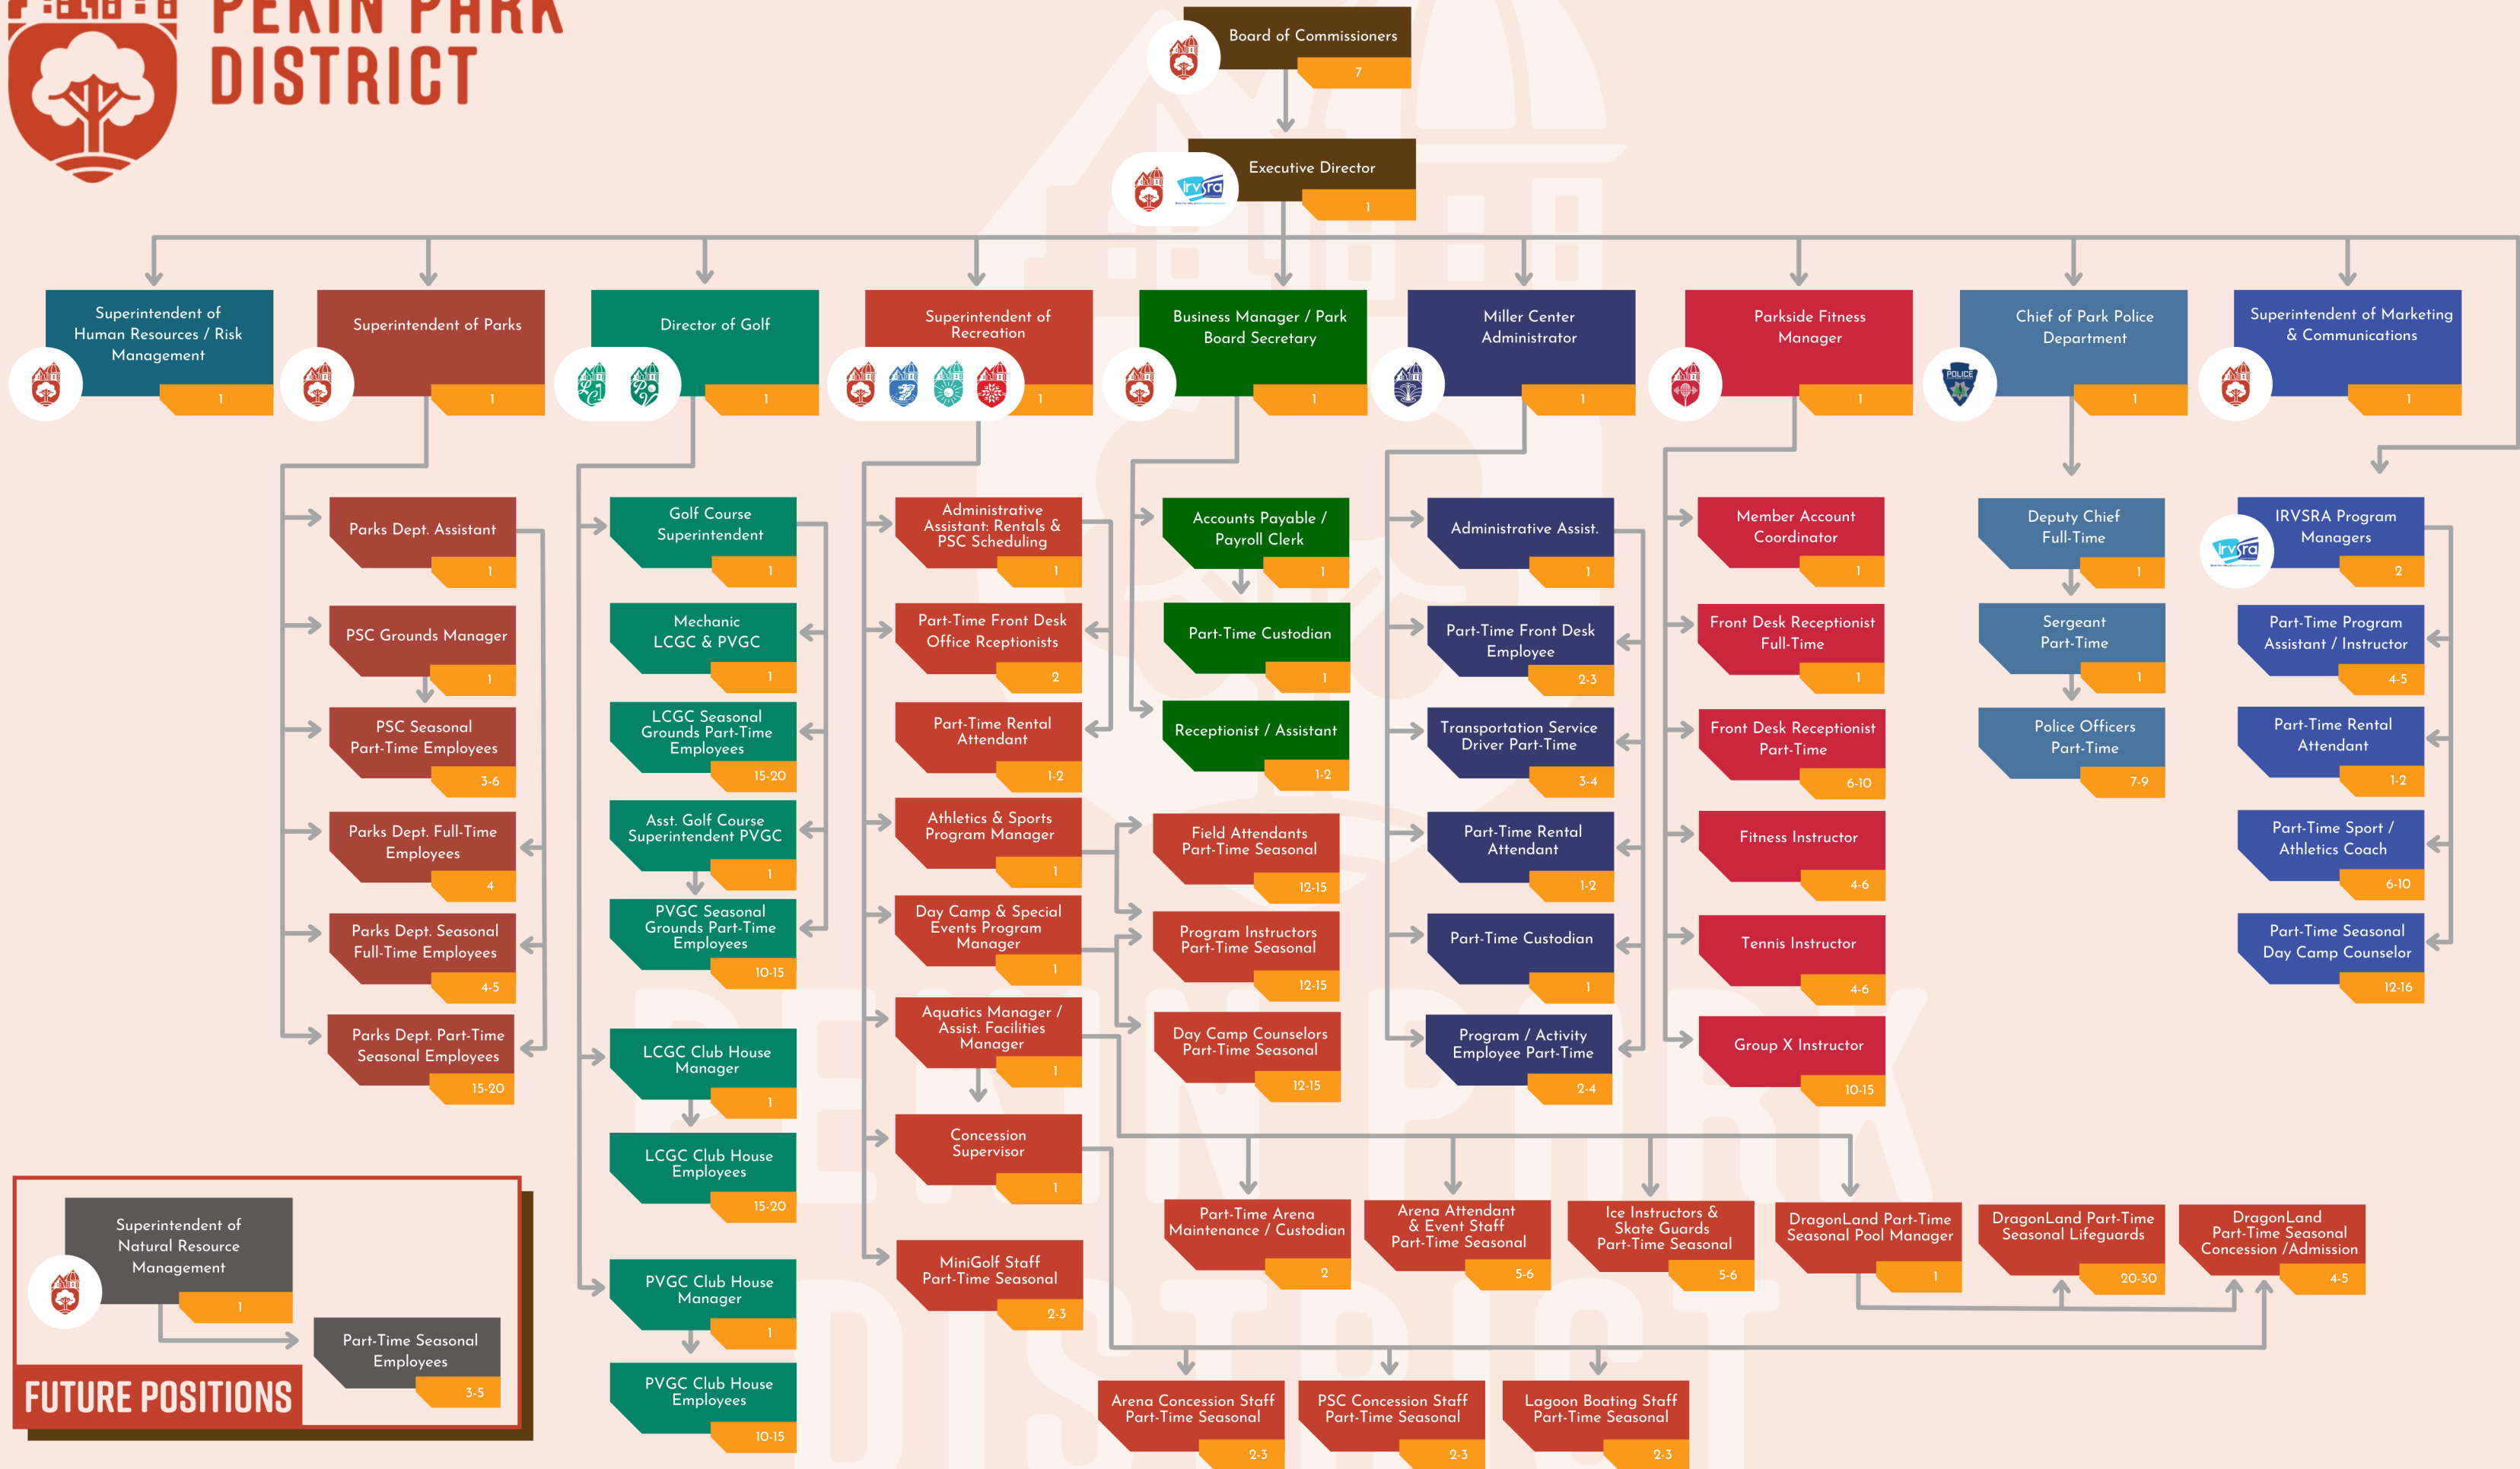 PEKIN PARK
DISTRICT
Board of Commissioners
7
Executive Director
irvsra
1
Superintendent of
Human Resources / Risk
Management
1
Superintendent of Parks
1
Director of Golf
1
Superintendent of
Recreation
1
Business Manager / Park
Board Secretary
1
Miller Center
Administrator
1
Parkside Fitness
Manager
1
Chief of Park Police
Department
POLICE
1
Superintendent of Marketing
& Communications
1
Parks Dept. Assistant
1
PSC Grounds Manager
1
PSC Seasonal
Part-Time Employees
3-6
Parks Dept. Full-Time
Employees
4
Parks Dept. Seasonal
Full-Time Employees
4-5
Parks Dept. Part-Time
Seasonal Employees
15-20
Golf Course
Superintendent
1
Mechanic
LCGC & PVGC
1
LCGC Seasonal
Grounds Part-Time
Employees
15-20
Asst. Golf Course
Superintendent PVGC
1
PVGC Seasonal
Grounds Part-Time
Employees
10-15
LCGC Club House
Manager
1
LCGC Club House
Employees
15-20
PVGC Club House
Manager
1
PVGC Club House
Employees
10-15
Administrative
Assistant: Rentals &
PSC Scheduling
1
Part-Time Front Desk
Office Rceptionists
2
Part-Time Rental
Attendant
1-2
Athletics & Sports
Program Manager
1
Day Camp & Special
Events Program
Manager
1
Aquatics Manager /
Assist. Facilities
Manager
1
Concession
Supervisor
1
MiniGolf Staff
Part-Time Seasonal
2-3
Accounts Payable /
Payroll Clerk
1
Part-Time Custodian
1
Receptionist / Assistant
1-2
Field Attendants
Part-Time Seasonal
12-15
Program Instructors
Part-Time Seasonal
12-15
Day Camp Counselors
Part-Time Seasonal
12-15
Administrative Assist.
1
Part-Time Front Desk
Employee
2-3
Transportation Service
Driver Part-Time
3-4
Part-Time Rental
Attendant
1-2
Part-Time Custodian
1
Program / Activity
Employee Part-Time
2-4
Member Account
Coordinator
1
Front Desk Receptionist
Full-Time
1
Front Desk Receptionist
Part-Time
6-10
Fitness Instructor
4-6
Tennis Instructor
4-6
Group X Instructor
10-15
Deputy Chief
Full-Time
1
Sergeant
Part-Time
1
Police Officers
Part-Time
7-9
IRVSRA Program
Managers
irvsra
2
Part-Time Program
Assistant / Instructor
4-5
Part-Time Rental
Attendant
1-2
Part-Time Sport /
Athletics Coach
6-10
Part-Time Seasonal
Day Camp Counselor
12-16
Part-Time Arena
Maintenance / Custodian
2
Arena Attendant
& Event Staff
Part-Time Seasonal
5-6
Ice Instructors &
Skate Guards
Part-Time Seasonal
5-6
DragonLand Part-Time
Seasonal Pool Manager
1
DragonLand Part-Time
Seasonal Lifeguards
20-30
DragonLand
Part-Time Seasonal
Concession /Admission
4-5
Arena Concession Staff
Part-Time Seasonal
2-3
PSC Concession Staff
Part-Time Seasonal
2-3
Lagoon Boating Staff
Part-Time Seasonal
2-3
Superintendent of
Natural Resource
Management
1
Part-Time Seasonal
Employees
3-5
FUTURE POSITIONS
PEKIN PARK
DISTRICT